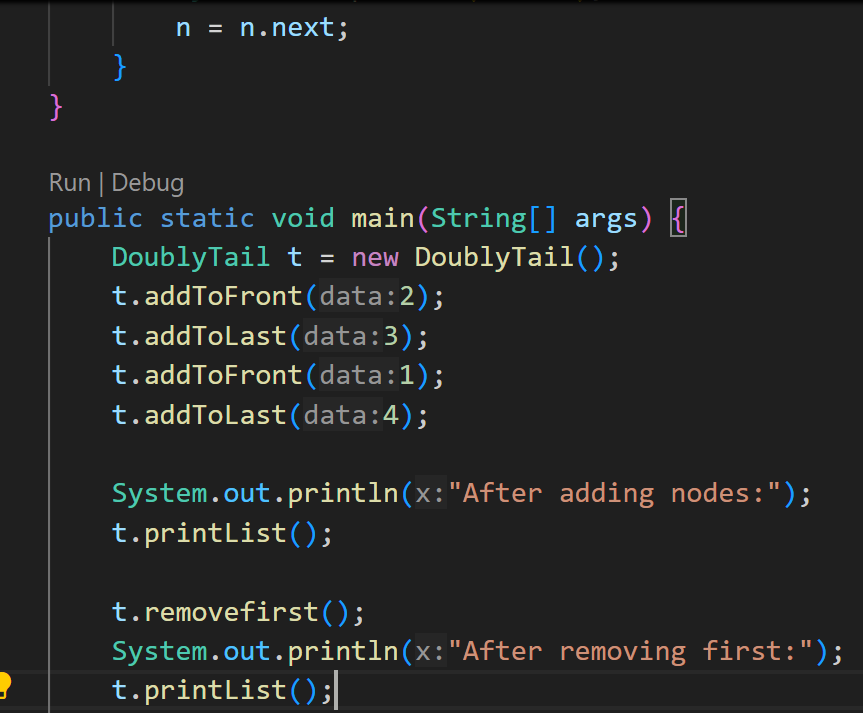 n = n.next;
}
}
Run | Debug
public static void main(String[] args) {
DoublyTail t = new DoublyTail();
t.addToFront(data:2);
t.addToLast(data:3);
t.addToFront(data:1);
t.addToLast(data:4);
System.out.println(x:"After adding nodes:");
t.printList();
t.removefirst();
System.out.println(x:"After removing first:");
t.printList();